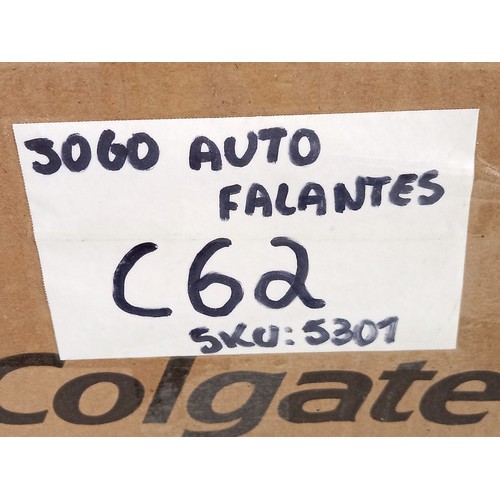 JOGO AUTO
FALANTES
C62
SKU: 5301
Colgate